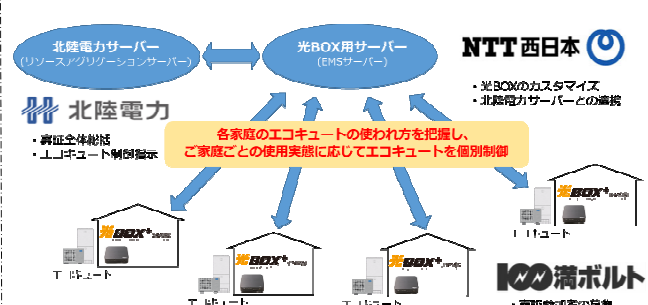 北陸電力サーバー
(リソースアグリゲーションサーバー)
光BOX用サーバー
(EMSサーバー)
NTT西日本
・光BOXのカスタマイズ
・北陸電力サーバーとの連携
北陸電力
・実証全体総括
・エコキュート制御指示
各家庭のエコキュートの使われ方を把握し、
ご家庭ごとの使用実態に応じてエコキュートを個別制御
光BOX+
エコキュート
光BOX+
エコキュート
光BOX+
エコキュート
光BOX+
エコキュート
100満ボルト